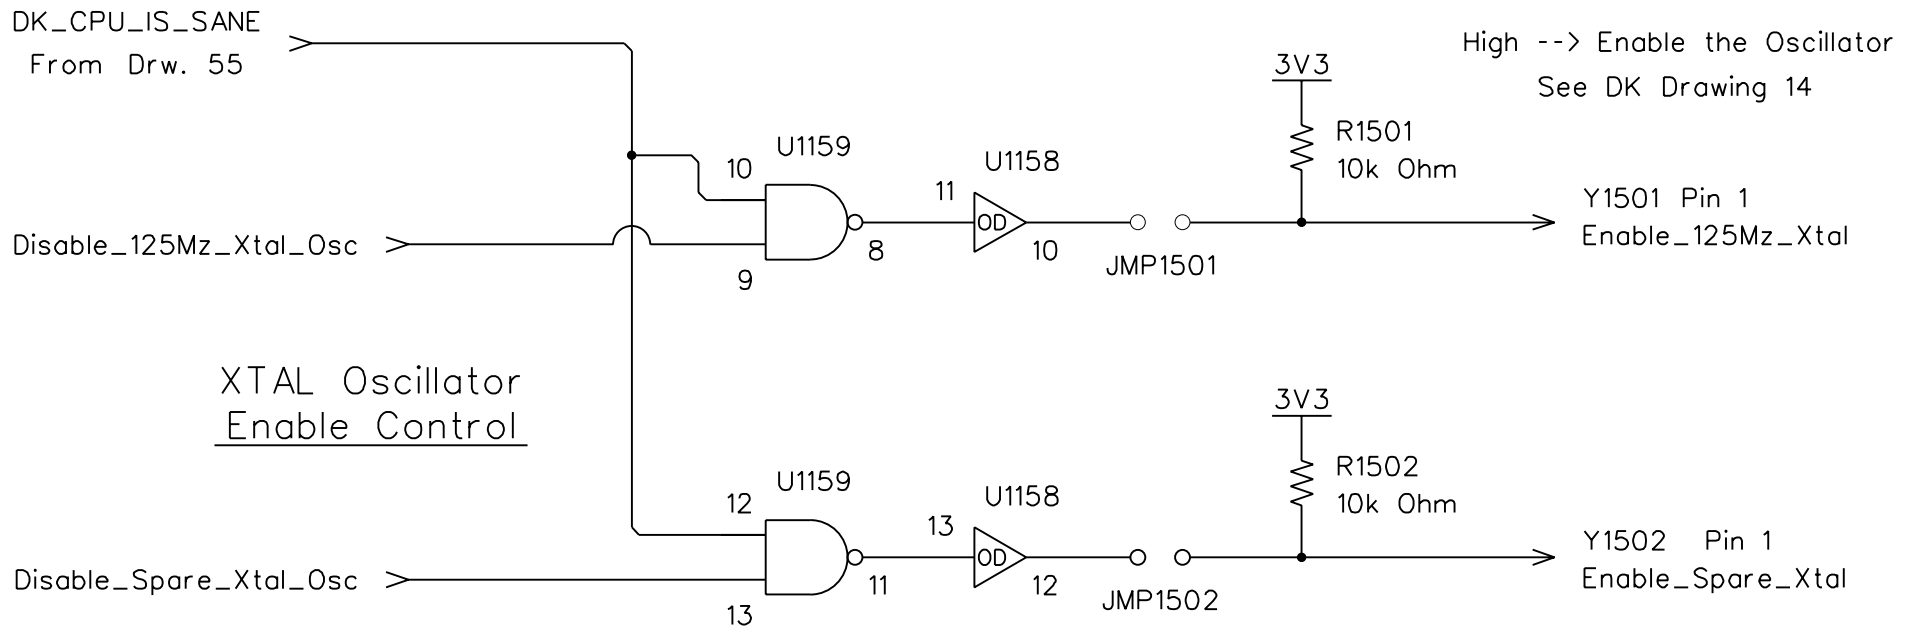 DK_CPU_IS_SANE
From Drw. 55
High --> Enable the Oscillator
See DK Drawing 14
3V3
R1501
10k Ohm
U1159
10
9
8
U1158
11
OD
10
JMP1501
Y1501 Pin 1
Enable_125Mz_Xtal
Disable_125Mz_Xtal_Osc
XTAL Oscillator
Enable Control
3V3
R1502
10k Ohm
U1159
12
13
11
U1158
13
OD
12
JMP1502
Y1502 Pin 1
Enable_Spare_Xtal
Disable_Spare_Xtal_Osc